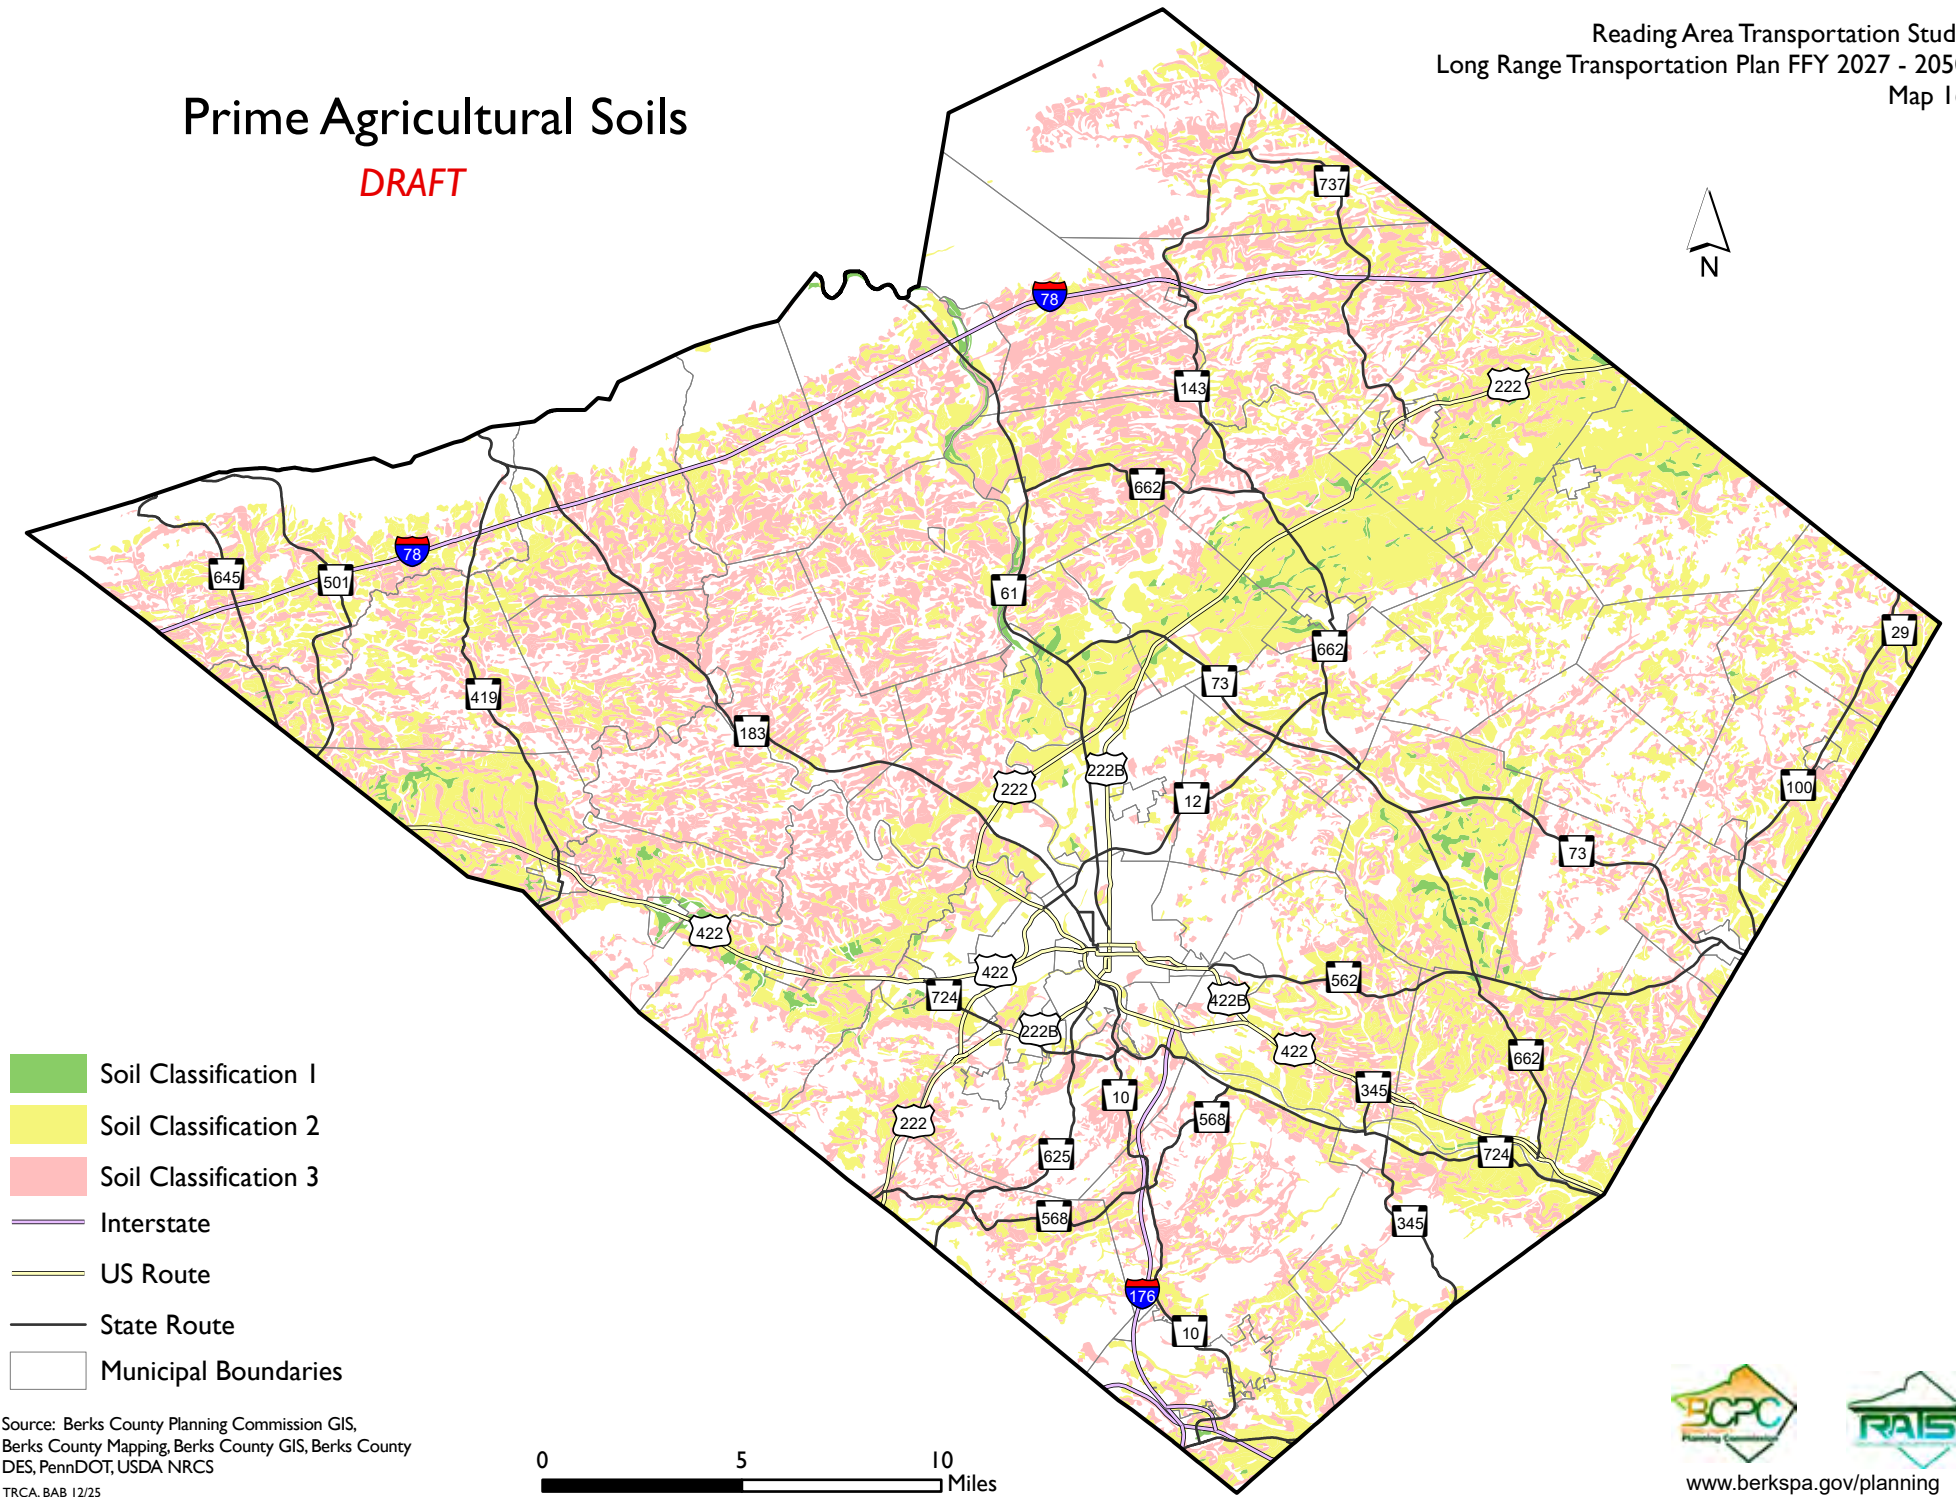 Reading Area Transportation Stud
Long Range Transportation Plan FFY 2027 - 205
Map 1
Prime Agricultural Soils
DRAFT
737
N
78
222
143
662
78
645
501
61
662
29
419
73
183
222B
222
12
100
73
422
422
562
724
422B
222B
422
662
345
10
568
222
625
724
568
345
176
10
Soil Classification 1
Soil Classification 2
Soil Classification 3
Interstate
US Route
State Route
Municipal Boundaries
Source: Berks County Planning Commission GIS,
Berks County Mapping, Berks County GIS, Berks County
DES, PennDOT, USDA NRCS
TRCA. BAB 12/25
0 5 10
Miles
BCPC
Planning Commission
RATS
www.berkspa.gov/planning